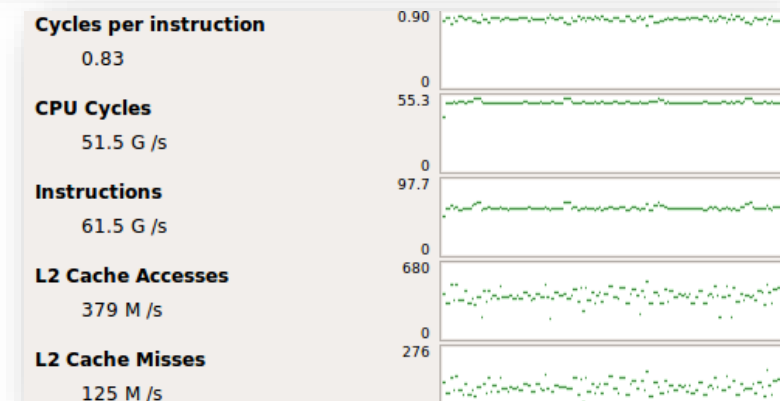 Cycles per instruction
0.83
0.90
0
CPU Cycles
51.5 G /s
55.3
0
Instructions
61.5 G /s
97.7
0
L2 Cache Accesses
379 M /s
680
0
L2 Cache Misses
125 M /s
276